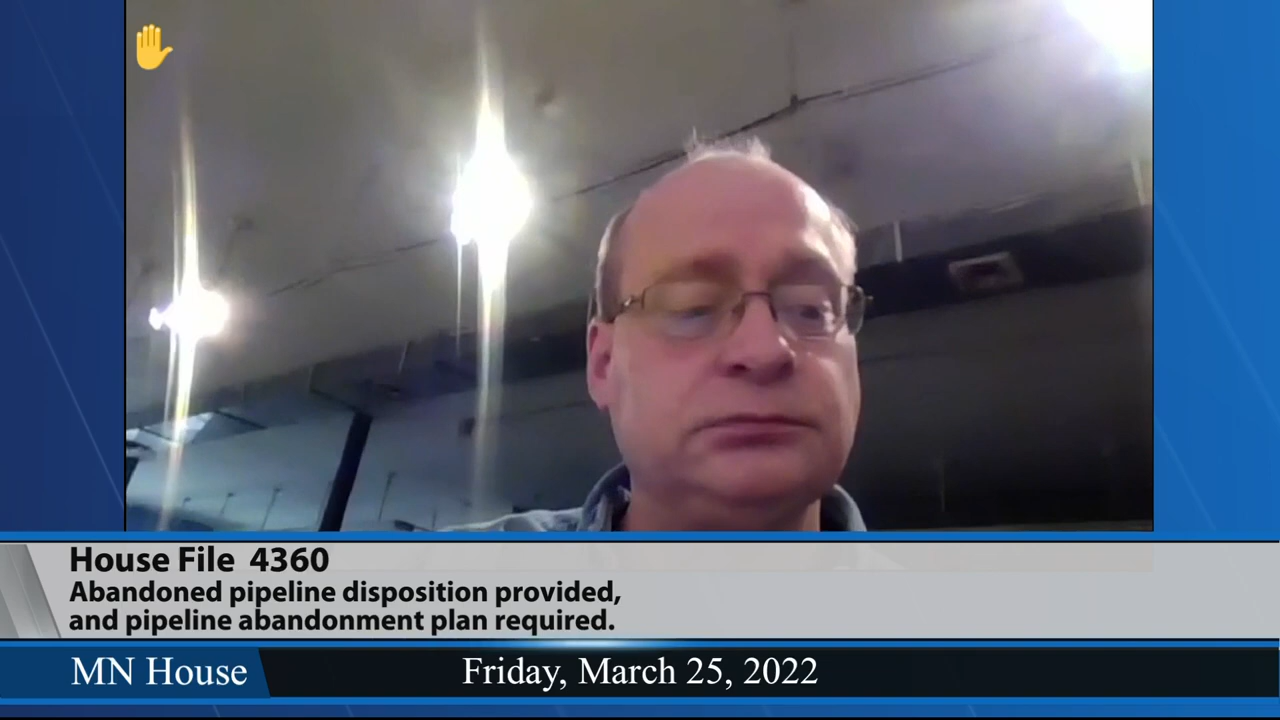 House File 4360
Abandoned pipeline disposition provided,
and pipeline abandonment plan required.
MN House
Friday, March 25, 2022